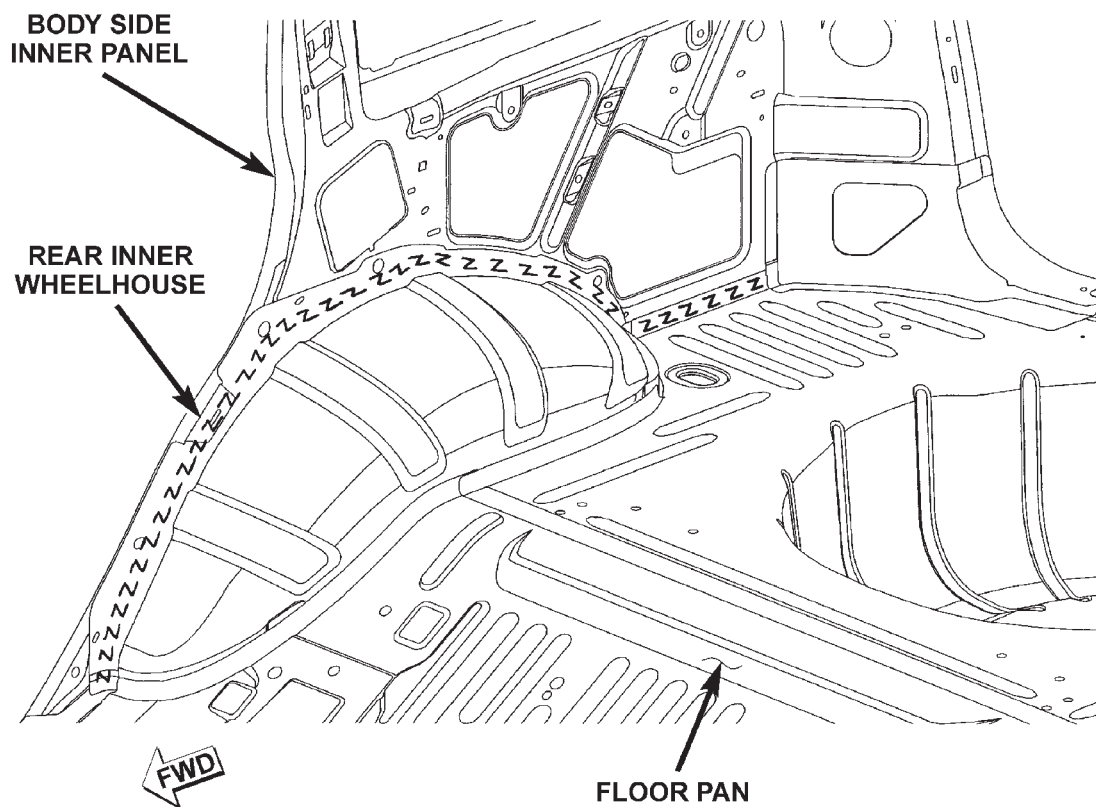 BODY SIDE
INNER PANEL
REAR INNER
WHEELHOUSE
FWD
FLOOR PAN